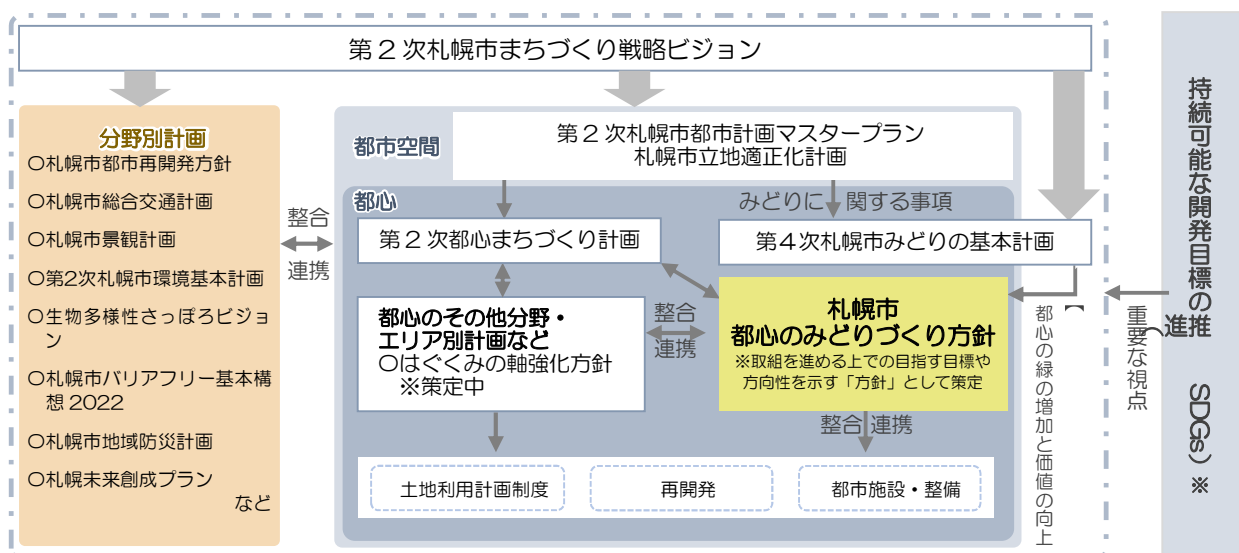 第２次札幌市まちづくり戦略ビジョン
分野別計画
〇札幌市都市再開発方針
〇札幌市総合交通計画
〇札幌市景観計画
〇第2次札幌市環境基本計画
〇生物多様性さっぽろビジョ
ン
〇札幌市バリアフリー基本構
想 2022
〇札幌市地域防災計画
〇札幌未来創成プラン
など
整合
連携
都市空間
第２次札幌市都市計画マスタープラン
札幌市立地適正化計画
都心
みどりに関する事項
第２次都心まちづくり計画
第４次札幌市みどりの基本計画
都心のその他分野・
エリア別計画など
〇はぐくみの軸強化方針
※策定中
整合
連携
札幌市
都心のみどりづくり方針
※取組を進める上での目指す目標や
方向性を示す「方針」として策定
整合 連携
土地利用計画制度
再開発
都市施設・整備
【
都心の緑の増加と価値の向上
重要な視点
持続可能な開発目標の推進（
SDGs）※